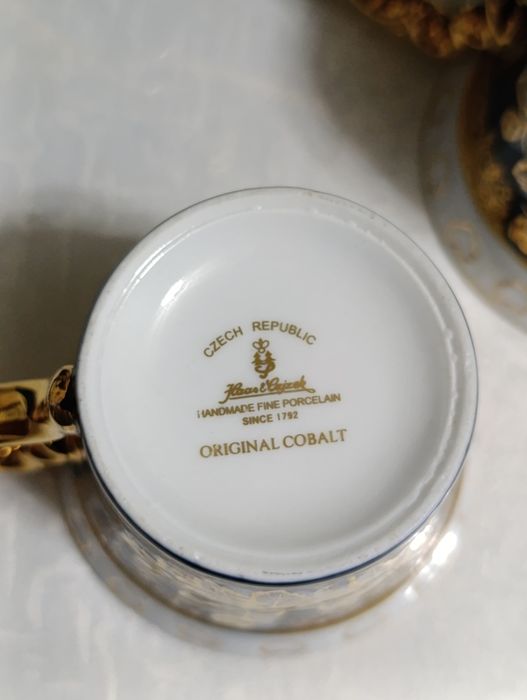 CZECH REPUBLIC
Haas & Czjzek
HANDMADE FINE PORCELAIN
SINCE 1792
ORIGINAL COBALT